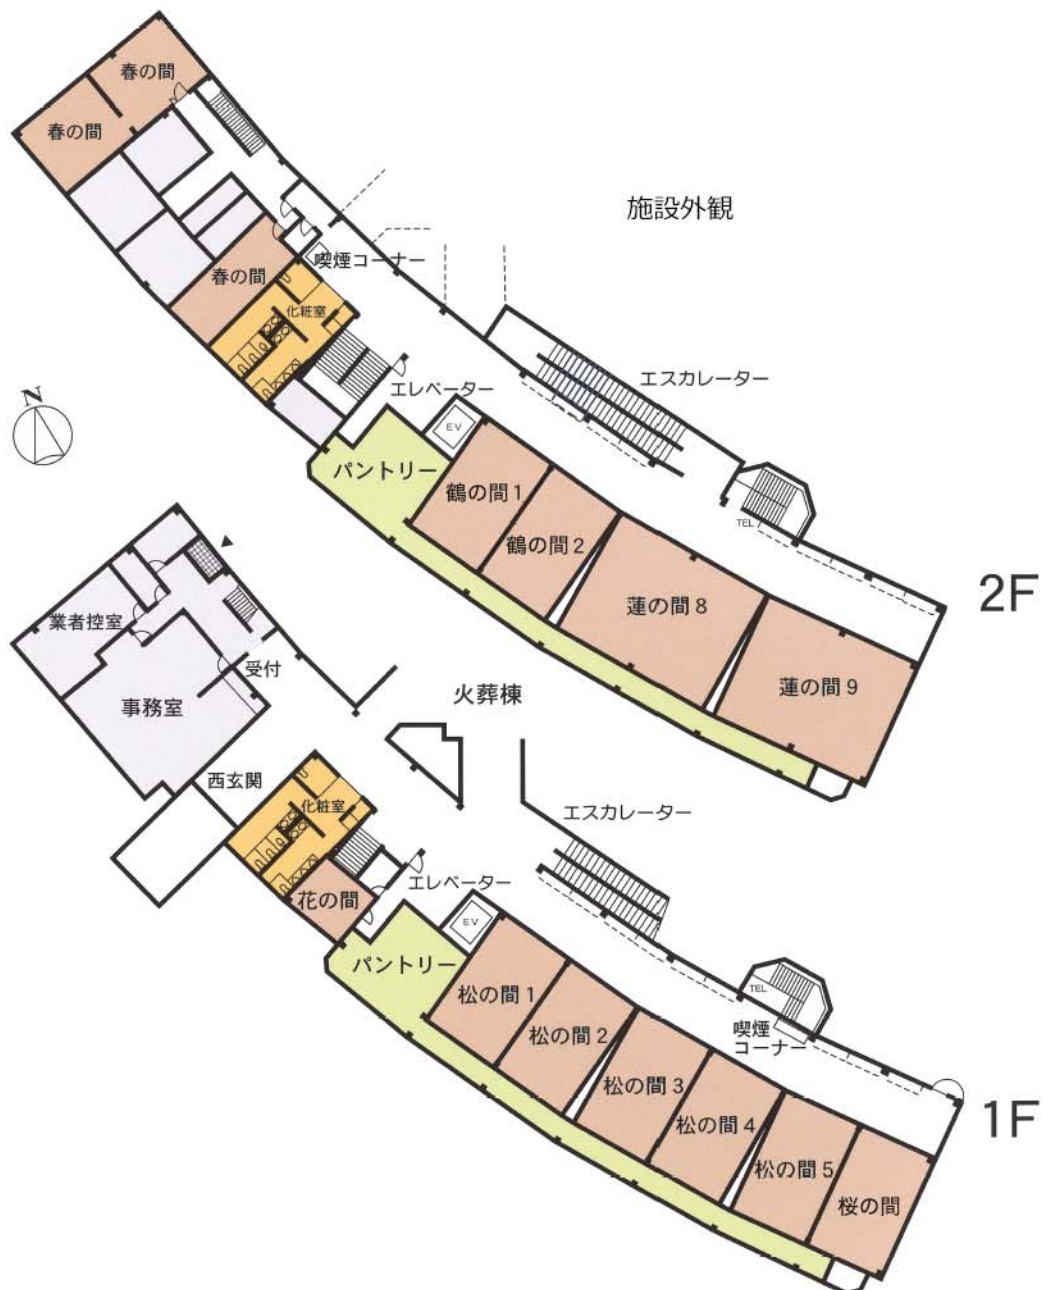 春の間
春の間
施設外観
喫煙コーナー
春の間
化粧室
エレベーター
エスカレーター
N
EV
パントリー
鶴の間1
鶴の間2
TEL
蓮の間8
2F
蓮の間9
業者控室
受付
事務室
火葬棟
西玄関
化粧室
エスカレーター
エレベーター
花の間
EV
パントリー
松の間1
松の間2
TEL
喫煙
コーナー
松の間3
松の間4
1F
松の間5
桜の間